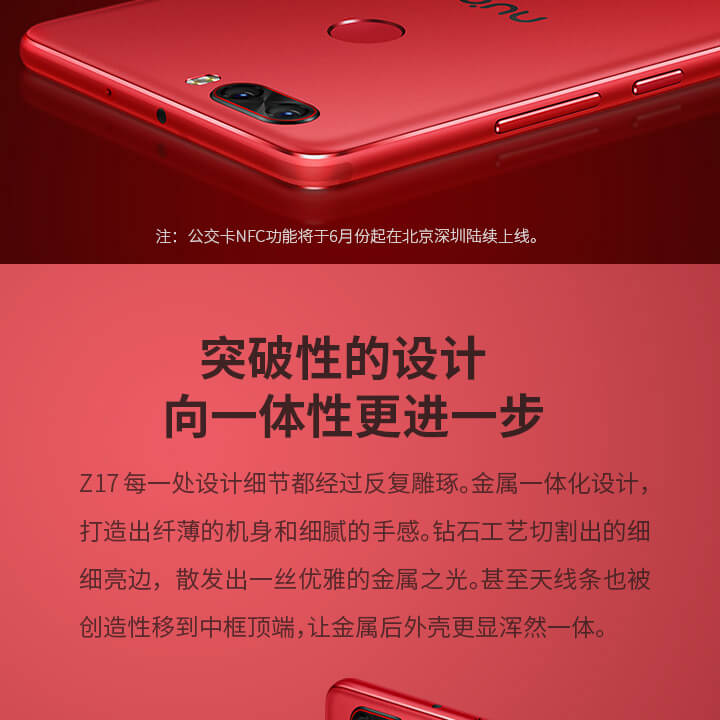 注：公交卡NFC功能将于6月份起在北京深圳陆续上线。
突破性的设计
向一体性更进一步
Z17每一处设计细节都经过反复雕琢。金属一体化设计，
打造出纤薄的机身和细腻的手感。钻石工艺切割出的细
细亮边，散发出一丝优雅的金属之光。甚至天线条也被
创造性移到中框顶端，让金属后外壳更显浑然一体。